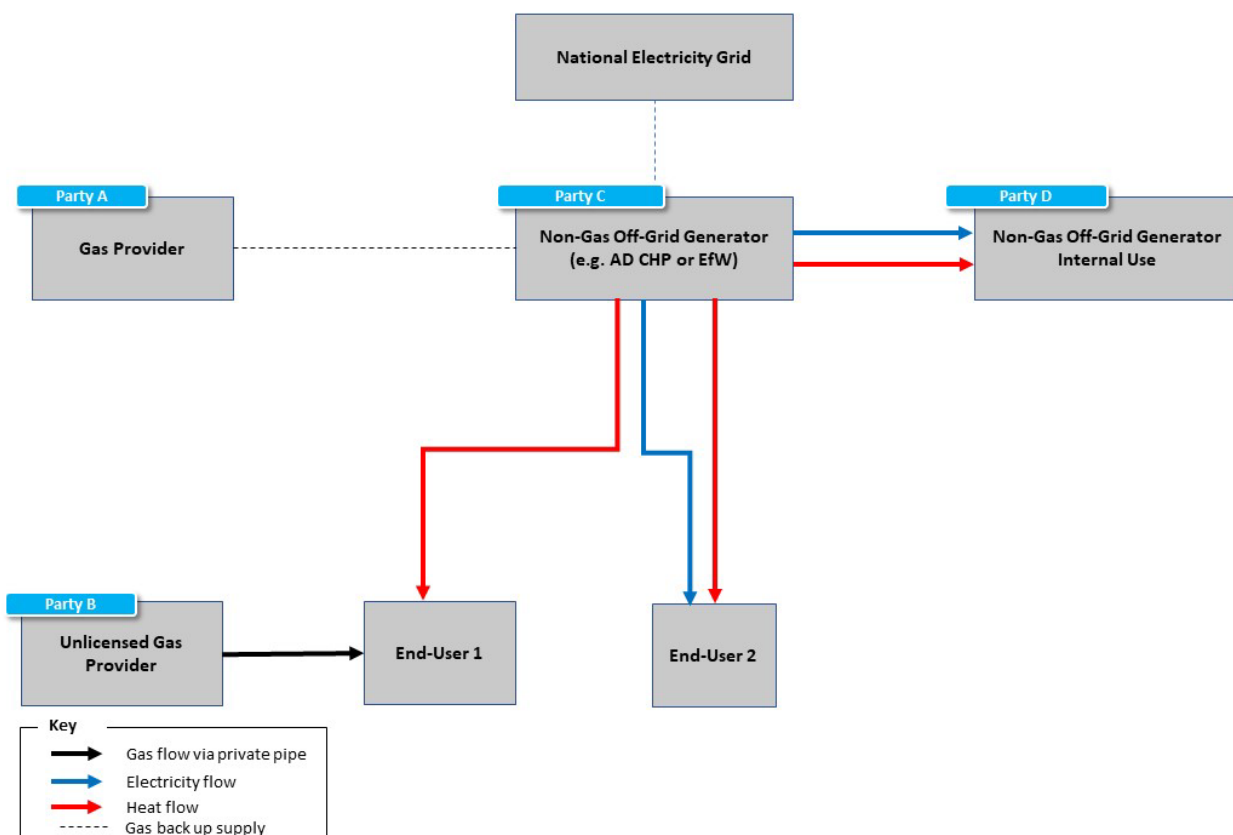 National Electricity Grid
Party A
Gas Provider
Party C
Non-Gas Off-Grid Generator
(e.g. AD CHP or EfW)
Party D
Non-Gas Off-Grid Generator
Internal Use
Party B
Unlicensed Gas
Provider
End-User 1
End-User 2
Key
Gas flow via private pipe
Electricity flow
Heat flow
Gas back up supply